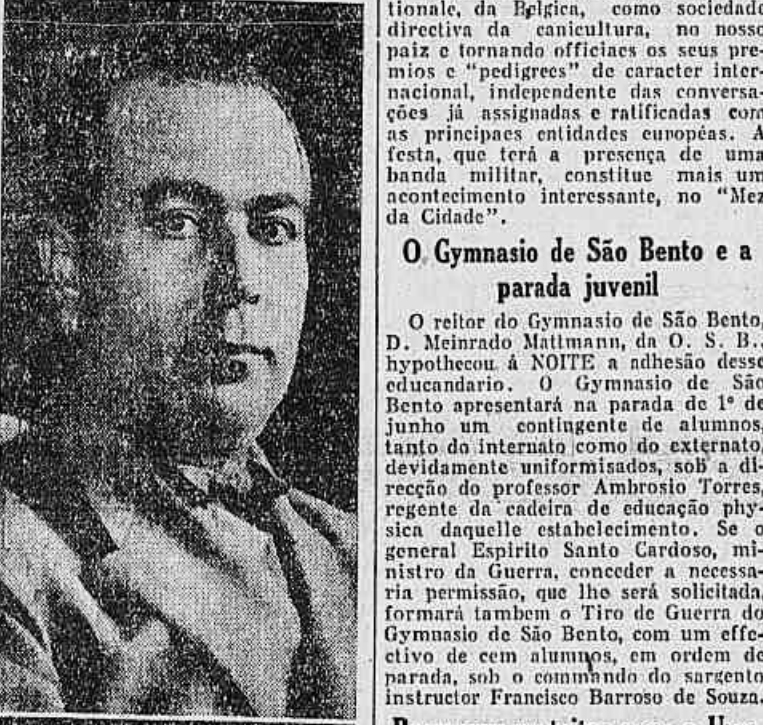 tionale, da Belgica, como sociedade
directiva da canicultura, no nosso
paiz e tornando officiaes os seus pre-
mios e "pedigrees" de caracter inter-
nacional, independente das conversa-
ções já assignadas e ratificadas com
as principaes entidades européas. A
festa, que terá a presença de uma
banda militar, constitue mais um
acontecimento interessante, no "Mez
da Cidade".
O Gymnasio de São Bento e a
parada juvenil
O reitor do Gymnasio de São Bento,
D. Meinrado Mattmann, da O. S. B.,
hypothecou á NOITE a adhesão desse
educandario. O Gymnasio de São
Bento apresentará na parada de 1º de
junho um contingente de alumnos,
tanto do internato como do externato,
devidamente uniformisados, sob a di-
recção do professor Ambrosio Torres,
regente da cadeira de educação phy-
sica daquelle estabelecimento. Se o
general Espirito Santo Cardoso, mi-
nistro da Guerra, conceder a necessa-
ria permissão, que lhe será solicitada,
formará tambem o Tiro de Guerra do
Gymnasio de São Bento, com um effe-
ctivo de cem alumnos, em ordem de
parada, sob o commando do sargento
instructor Francisco Barroso de Souza.